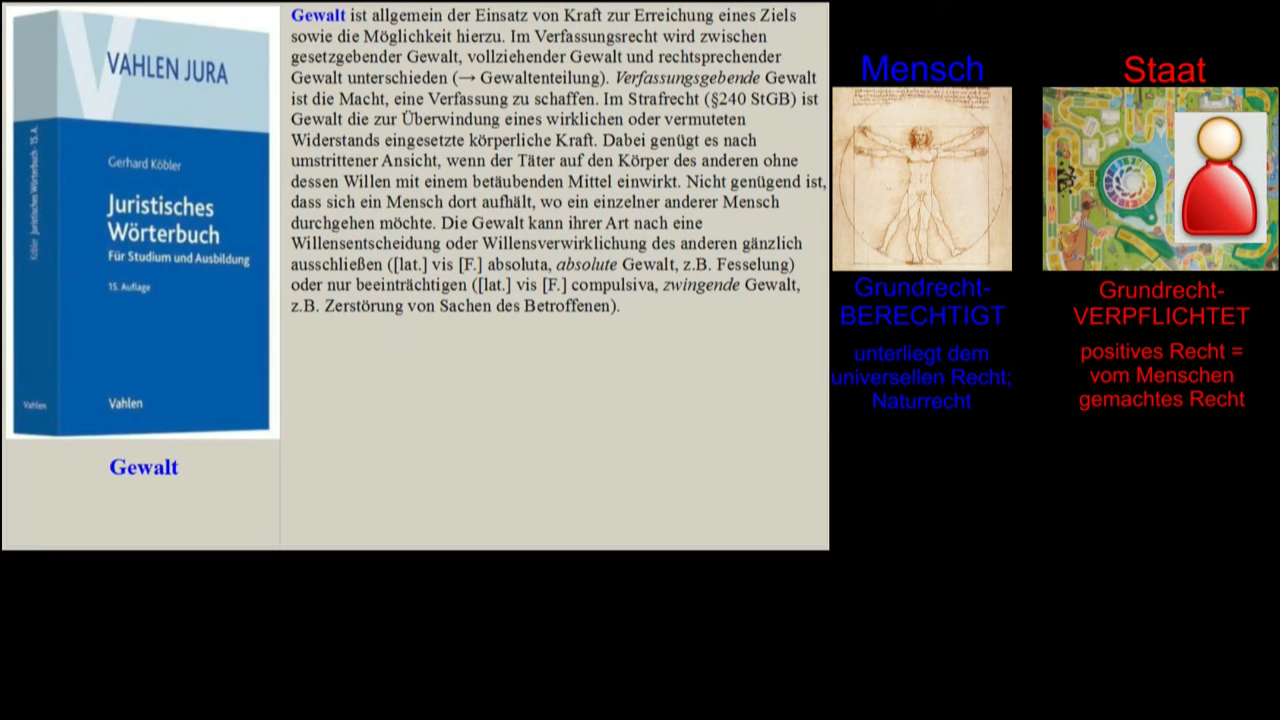 VAHLEN JURA
Köbler Juristisches Wörterbuch · 15. A.
Gerhard Köbler
Juristisches
Wörterbuch
Für Studium und Ausbildung
15. Auflage
Vahlen
Vahlen
Gewalt
Gewalt ist allgemein der Einsatz von Kraft zur Erreichung eines Ziels
sowie die Möglichkeit hierzu. Im Verfassungsrecht wird zwischen
gesetzgebender Gewalt, vollziehender Gewalt und rechtsprechender
Gewalt unterschieden (→ Gewaltenteilung). Verfassungsgebende Gewalt
ist die Macht, eine Verfassung zu schaffen. Im Strafrecht (§240 StGB) ist
Gewalt die zur Überwindung eines wirklichen oder vermuteten
Widerstands eingesetzte körperliche Kraft. Dabei genügt es nach
umstrittener Ansicht, wenn der Täter auf den Körper des anderen ohne
dessen Willen mit einem betäubenden Mittel einwirkt. Nicht genügend ist,
dass sich ein Mensch dort aufhält, wo ein einzelner anderer Mensch
durchgehen möchte. Die Gewalt kann ihrer Art nach eine
Willensentscheidung oder Willensverwirklichung des anderen gänzlich
ausschließen ([lat.] vis [F.] absoluta, absolute Gewalt, z.B. Fesselung)
oder nur beeinträchtigen ([lat.] vis [F.] compulsiva, zwingende Gewalt,
z.B. Zerstörung von Sachen des Betroffenen).
Mensch
Grundrecht-
BERECHTIGT
unterliegt dem
universellen Recht;
Naturrecht
Staat
Grundrecht-
VERPFLICHTET
positives Recht =
vom Menschen
gemachtes Recht